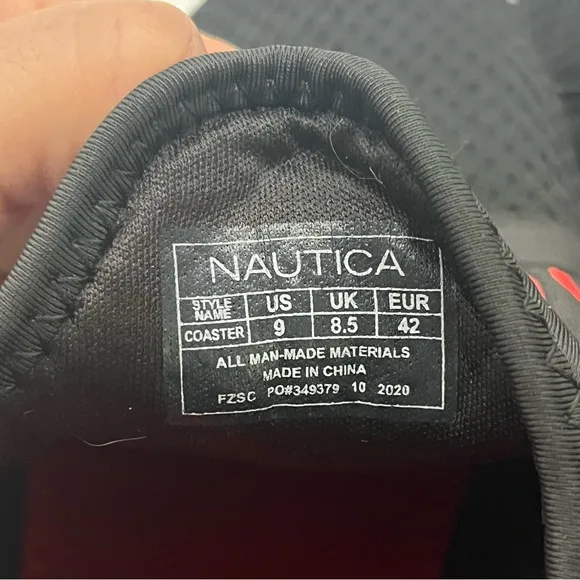 NAUTICA
STYLE NAME US UK EUR
COASTER 9 8.5 42
ALL MAN-MADE MATERIALS
MADE IN CHINA
FZSC PO#349379 10 2020